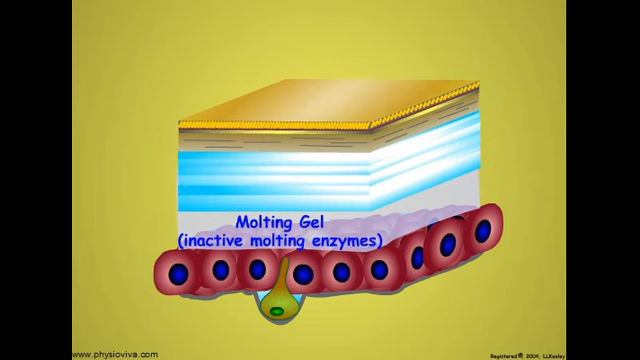 Molting Gel
(inactive molting enzymes)
www.physioviva.com
Registered® 2004, LLKeeley